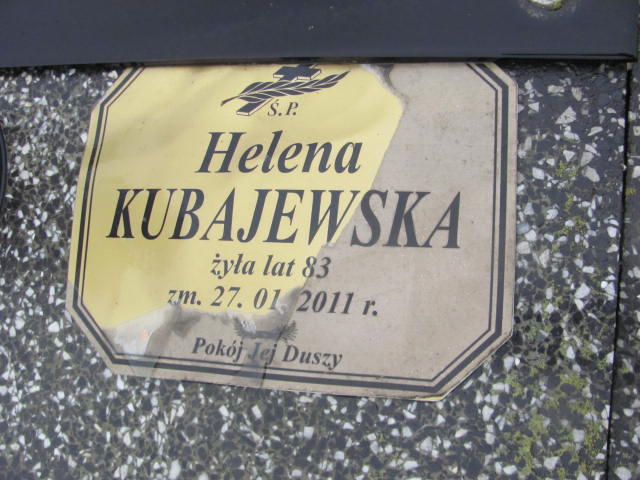 Ś.P.
Helena
KUBAJEWSKA
żyła lat 83
zm. 27. 01. 2011 r.
Pokój Jej Duszy